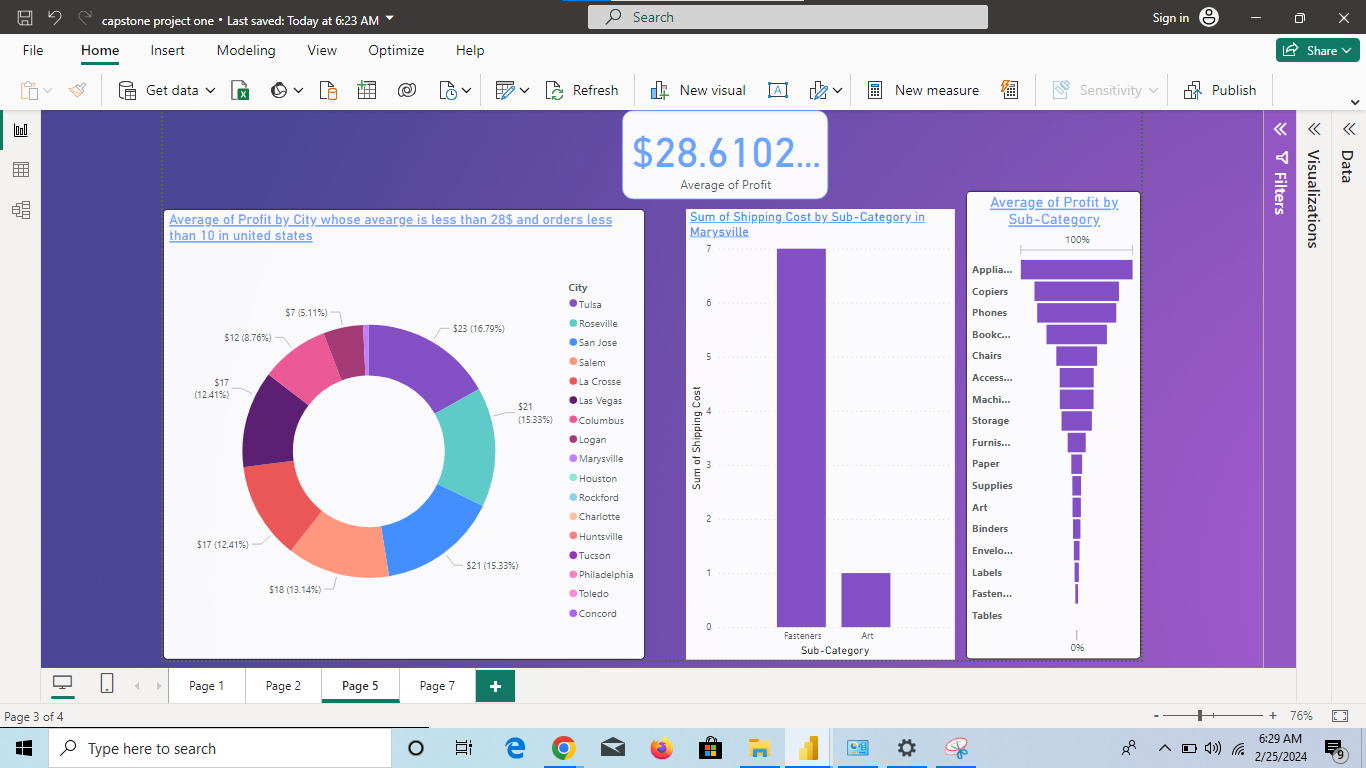 capstone project one • Last saved: Today at 6:23 AM
Search
Sign in
File
Home
Insert
Modeling
View
Optimize
Help
Share
Get data
Refresh
New visual
New measure
Sensitivity
Publish
$28.6102...
Average of Profit
Average of Profit by City whose avearge is less than 28$ and orders less
than 10 in united states
City
Tulsa
Roseville
San Jose
Salem
La Crosse
Las Vegas
Columbus
Logan
Marysville
Houston
Rockford
Charlotte
Huntsville
Tucson
Philadelphia
Toledo
Concord
$7 (5.11%)
$23 (16.79%)
$12 (8.76%)
$17
(12.41%)
$21
(15.33%)
$17 (12.41%)
$21 (15.33%)
$18 (13.14%)
Sum of Shipping Cost by Sub-Category in
Marysville
7
6
5
4
3
2
1
0
Sum of Shipping Cost
Fasteners
Art
Sub-Category
Average of Profit by
Sub-Category
100%
Applia...
Copiers
Phones
Bookc...
Chairs
Access...
Machi...
Storage
Furnis...
Paper
Supplies
Art
Binders
Envelo...
Labels
Fasten...
Tables
0%
Filters
Visualizations
Data
Page 1
Page 2
Page 5
Page 7
+
Page 3 of 4
-
+
76%
Type here to search
6:29 AM
2/25/2024
9